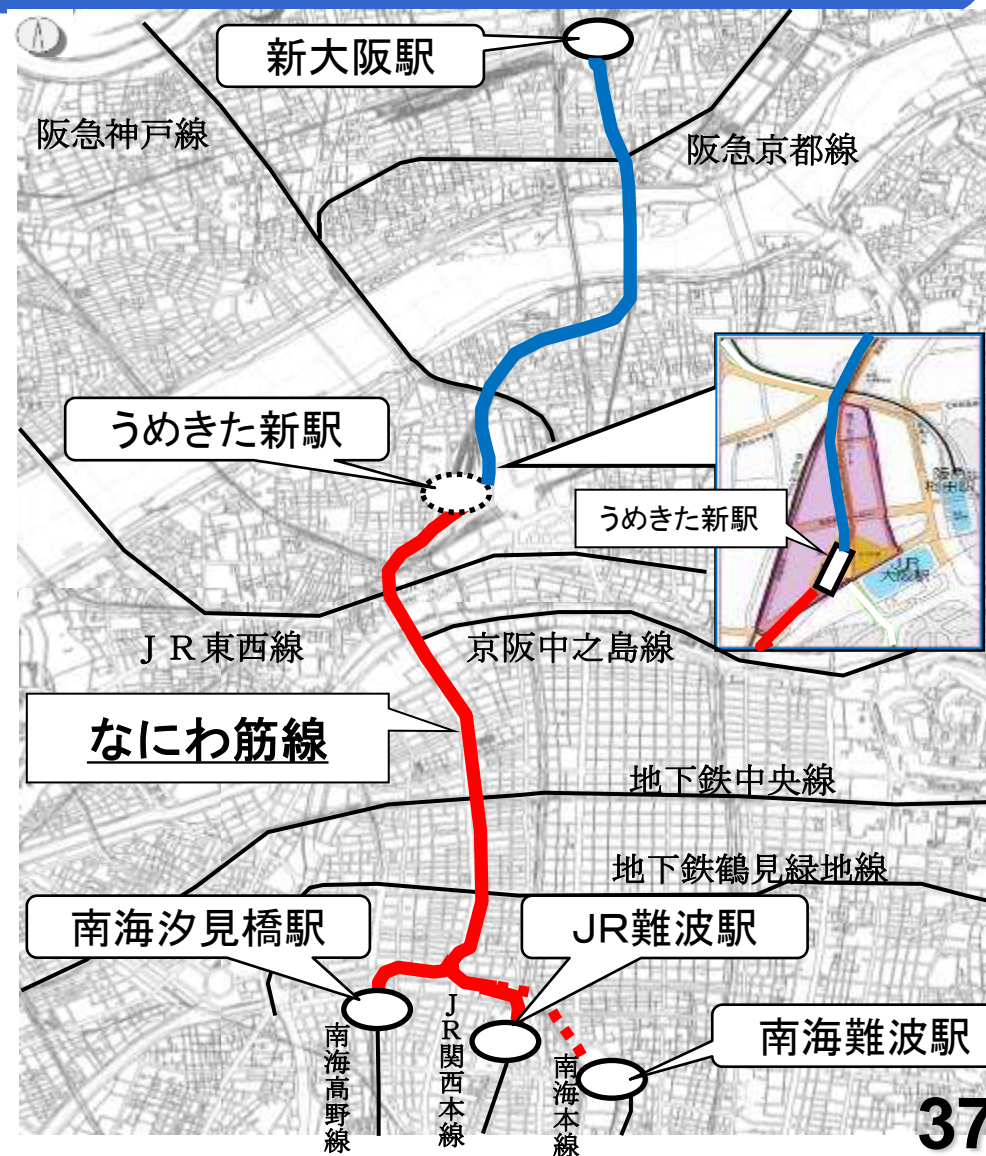 新大阪駅
阪急神戸線
阪急京都線
うめきた新駅
うめきた新駅
JR
大阪駅
ＪＲ東西線
京阪中之島線
なにわ筋線
地下鉄中央線
地下鉄鶴見緑地線
南海汐見橋駅
JR難波駅
南海高野線
ＪＲ関西本線
南海本線
南海難波駅
37